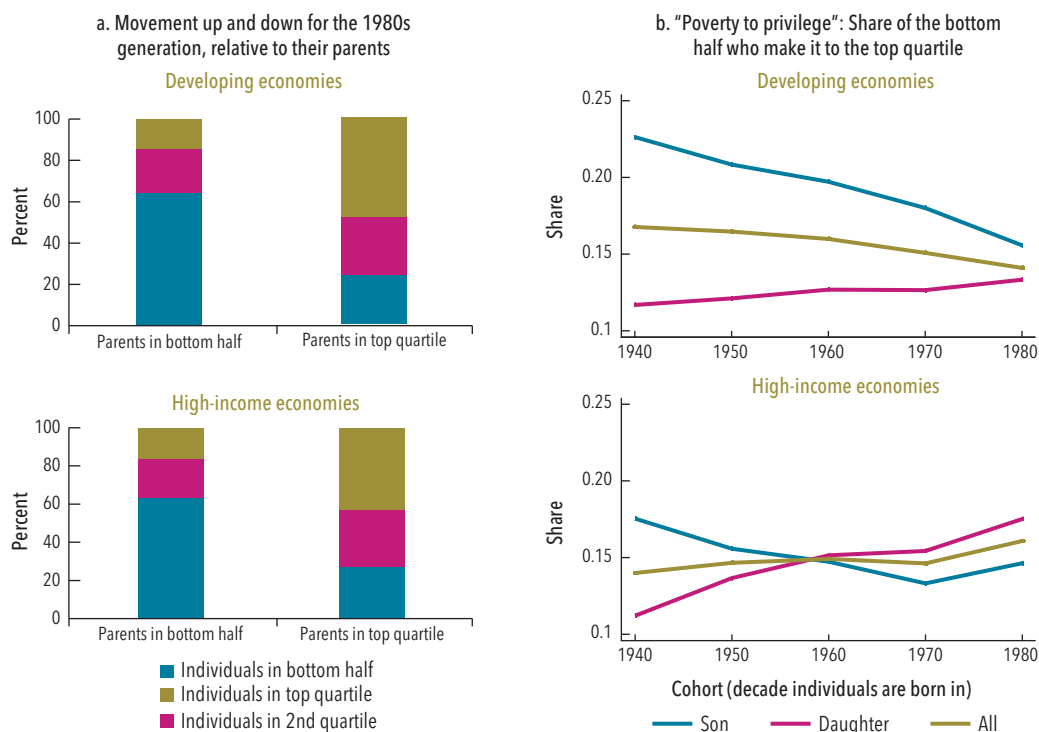 a. Movement up and down for the 1980s
generation, relative to their parents
Developing economies
Percent
100
80
60
40
20
0
Parents in bottom half
Parents in top quartile
High-income economies
Percent
100
80
60
40
20
0
Parents in bottom half
Parents in top quartile
Individuals in bottom half
Individuals in top quartile
Individuals in 2nd quartile
b. “Poverty to privilege”: Share of the bottom
half who make it to the top quartile
Developing economies
Share
0.25
0.20
0.15
0.1
1940 1950 1960 1970 1980
High-income economies
Share
0.25
0.20
0.15
0.1
1940 1950 1960 1970 1980
Cohort (decade individuals are born in)
Son Daughter All